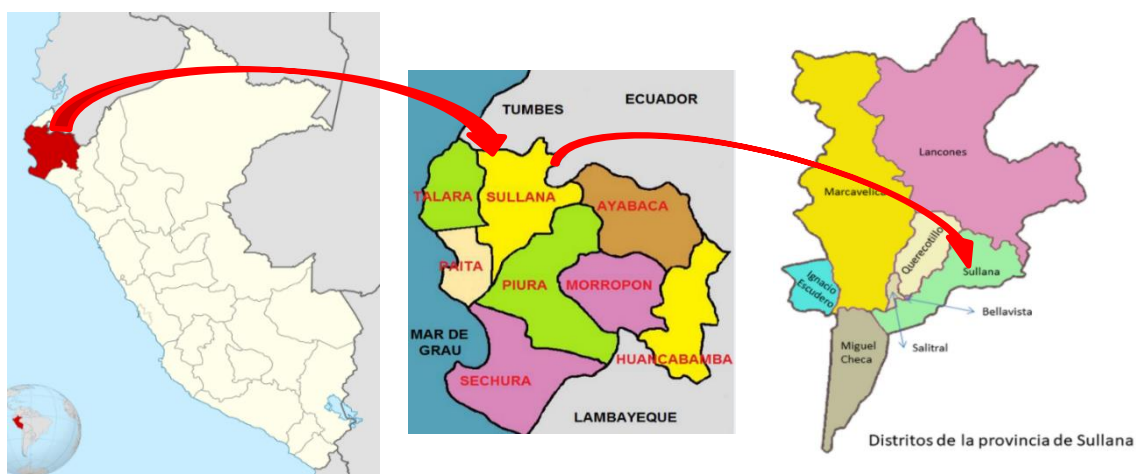 TUMBES
ECUADOR
TALARA
SULLANA
AYABACA
PAITA
PIURA
MORROPON
MAR DE
GRAU
HUANCABAMBA
SECHURA
LAMBAYEQUE
Lancones
Marcavelica
Querecotillo
Sullana
Ignacio
Escudero
Bellavista
Salitral
Miguel
Checa
Distritos de la provincia de Sullana